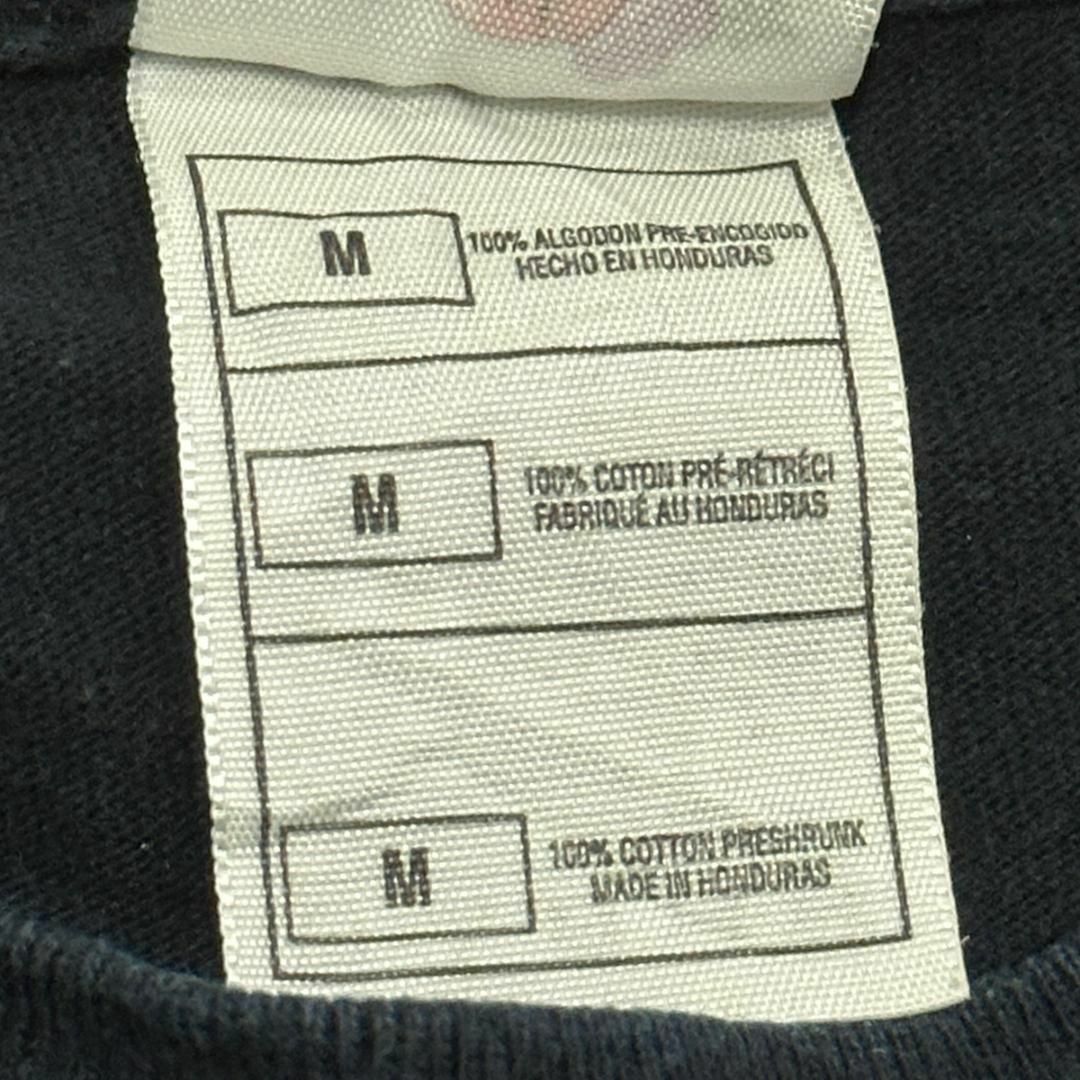 M
100% ALGODON PRE-ENCOGIDO
HECHO EN HONDURAS
M
100% COTON PRÉ-RÉTRÉCI
FABRIQUÉ AU HONDURAS
M
100% COTTON PRESHRUNK
MADE IN HONDURAS